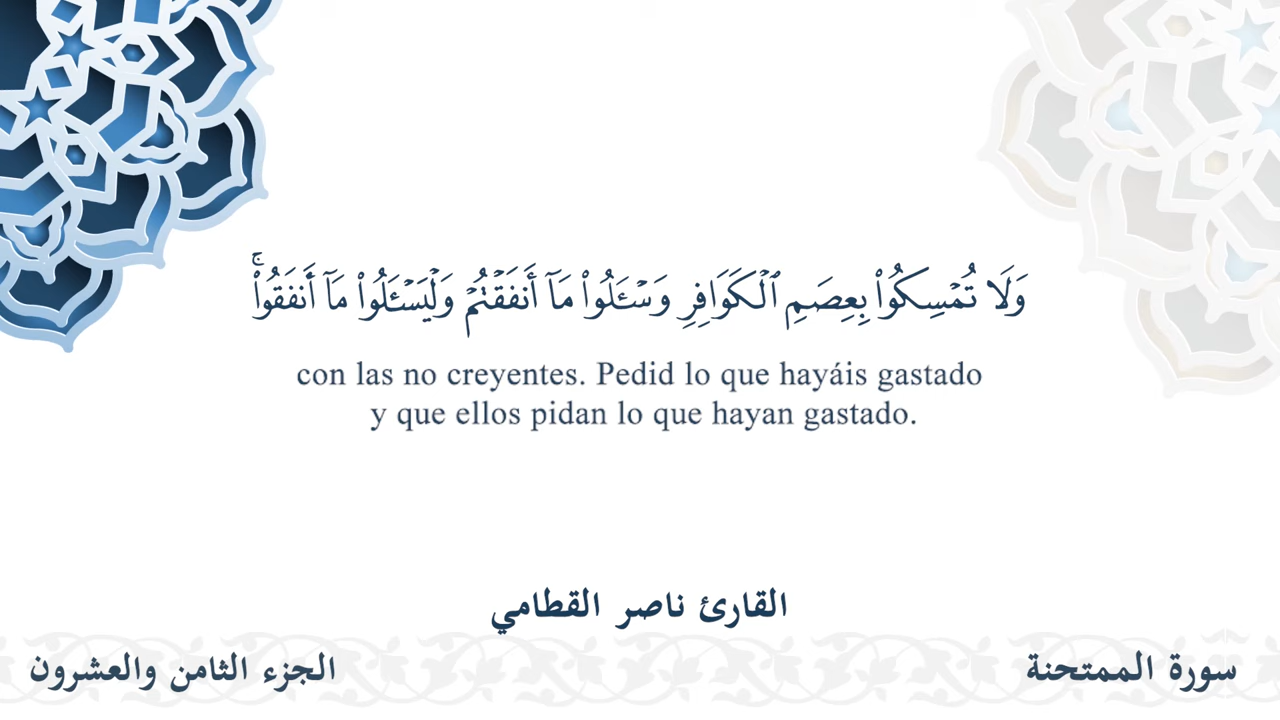 وَلَا تُمْسِكُوا۟ بِعِصَمِ ٱلْكَوَافِرِ وَسْـَٔلُوا۟ مَآ أَنفَقْتُمْ وَلْيَسْـَٔلُوا۟ مَآ أَنفَقُوا۟ۚ
con las no creyentes. Pedid lo que hayáis gastado
y que ellos pidan lo que hayan gastado.
القارئ ناصر القطامي
سورة الممتحنة
الجزء الثامن والعشرون